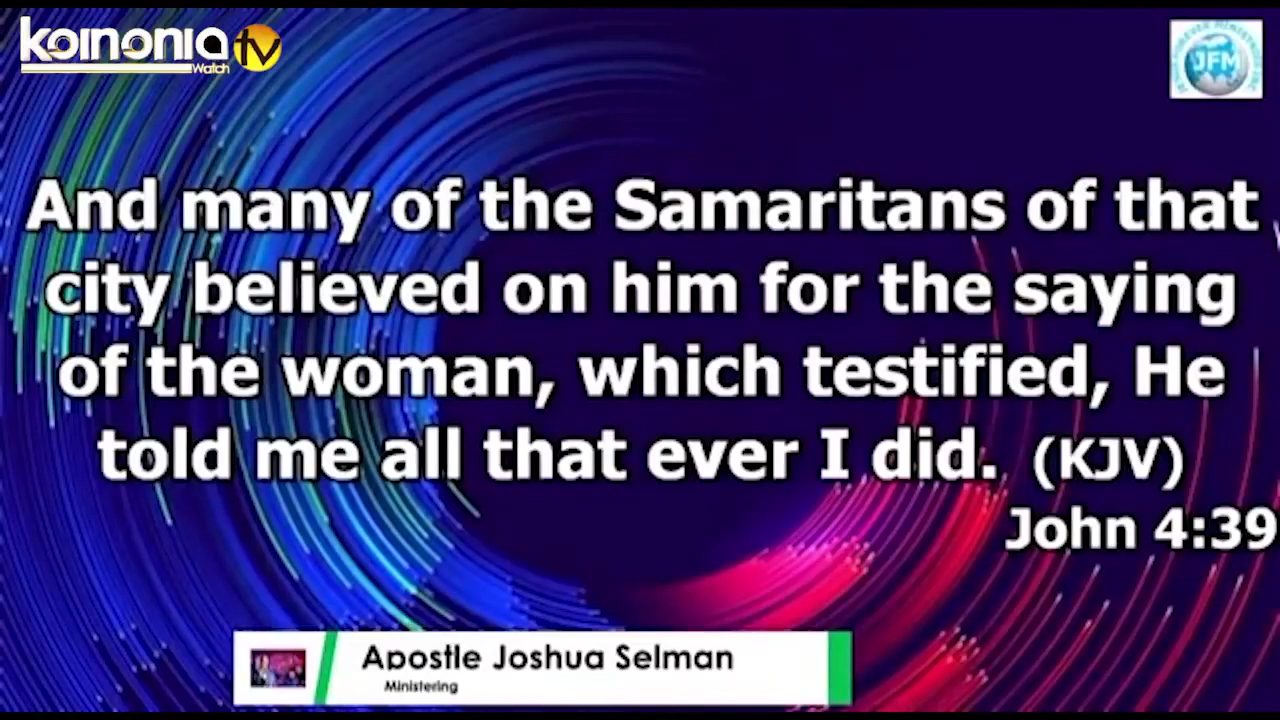 koinonia tv
Watch
JFM
And many of the Samaritans of that
city believed on him for the saying
of the woman, which testified, He
told me all that ever I did. (KJV)
John 4:39
Apostle Joshua Selman
Ministering